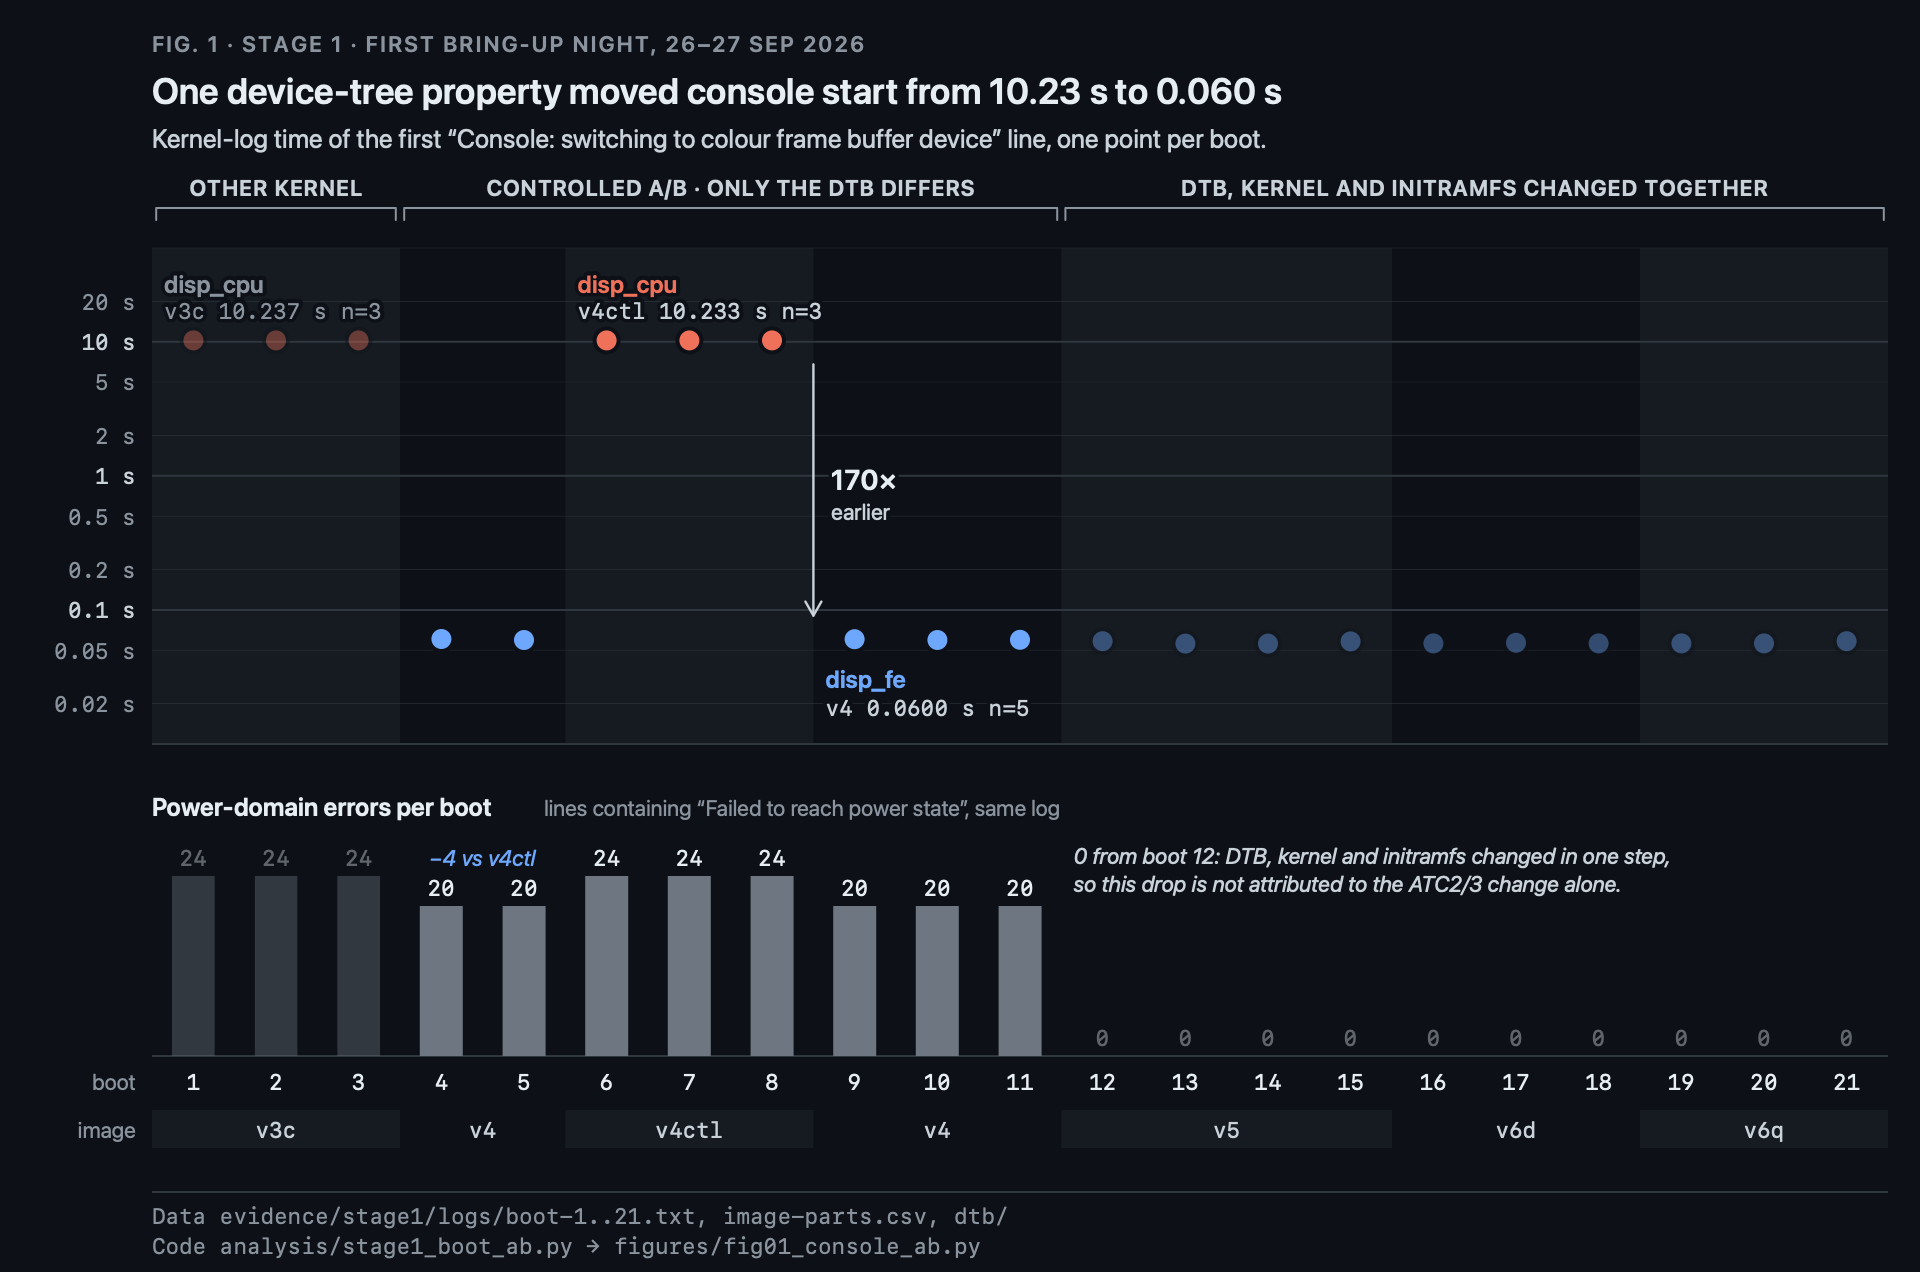 FIG. 1 · STAGE 1 · FIRST BRING-UP NIGHT, 26–27 SEP 2026
One device-tree property moved console start from 10.23 s to 0.060 s
Kernel-log time of the first “Console: switching to colour frame buffer device” line, one point per boot.
OTHER KERNEL CONTROLLED A/B · ONLY THE DTB DIFFERS DTB, KERNEL AND INITRAMFS CHANGED TOGETHER
disp_cpu disp_cpu
v3c 10.237 s n=3 v4ctl 10.233 s n=3
20 s
10 s
5 s
2 s
1 s
0.5 s
0.2 s
0.1 s
0.05 s
0.02 s
170×
earlier
disp_fe
v4 0.0600 s n=5
Power-domain errors per boot lines containing “Failed to reach power state”, same log
24 24 24 −4 vs v4ctl 24 24 24
20 20 20 20 20
0 from boot 12: DTB, kernel and initramfs changed in one step,
so this drop is not attributed to the ATC2/3 change alone.
0 0 0 0 0 0 0 0 0 0
boot 1 2 3 4 5 6 7 8 9 10 11 12 13 14 15 16 17 18 19 20 21
image v3c v4 v4ctl v4 v5 v6d v6q
Data evidence/stage1/logs/boot-1..21.txt, image-parts.csv, dtb/
Code analysis/stage1_boot_ab.py → figures/fig01_console_ab.py